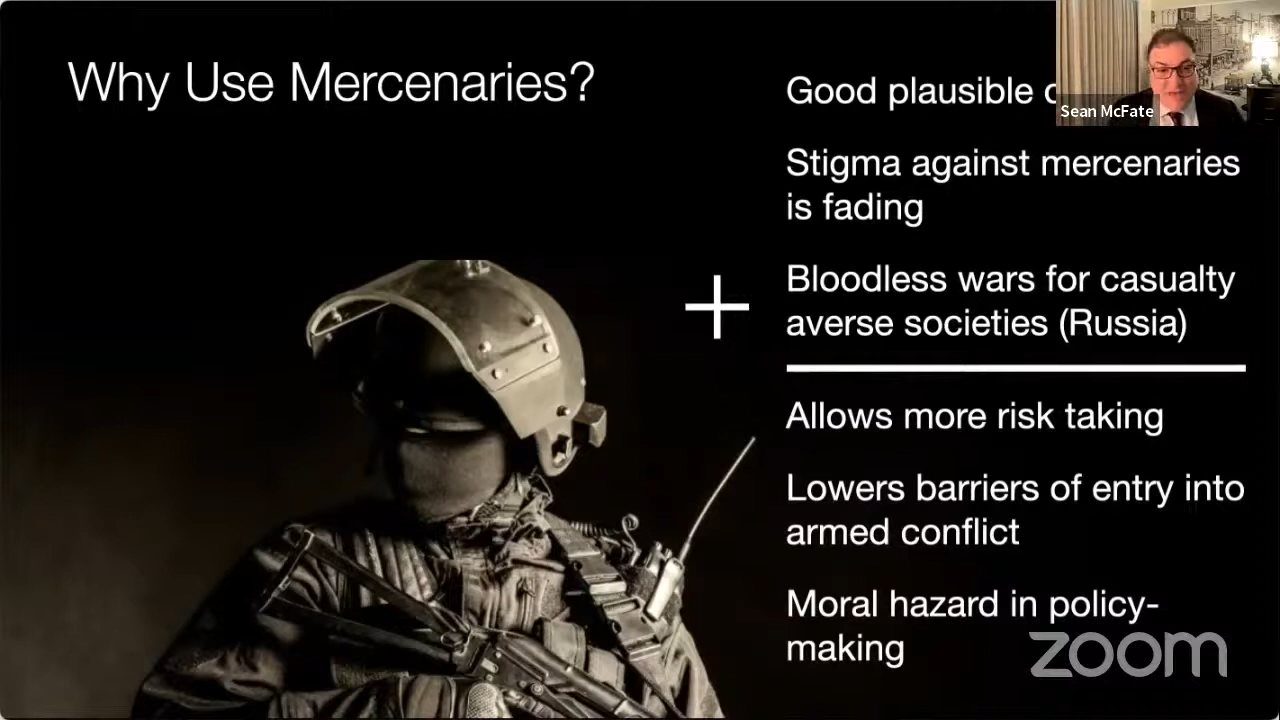 Why Use Mercenaries?
Good plausible
Sean McFate
Stigma against mercenaries
is fading
Bloodless wars for casualty
averse societies (Russia)
Allows more risk taking
Lowers barriers of entry into
armed conflict
Moral hazard in policy-
making
zoom